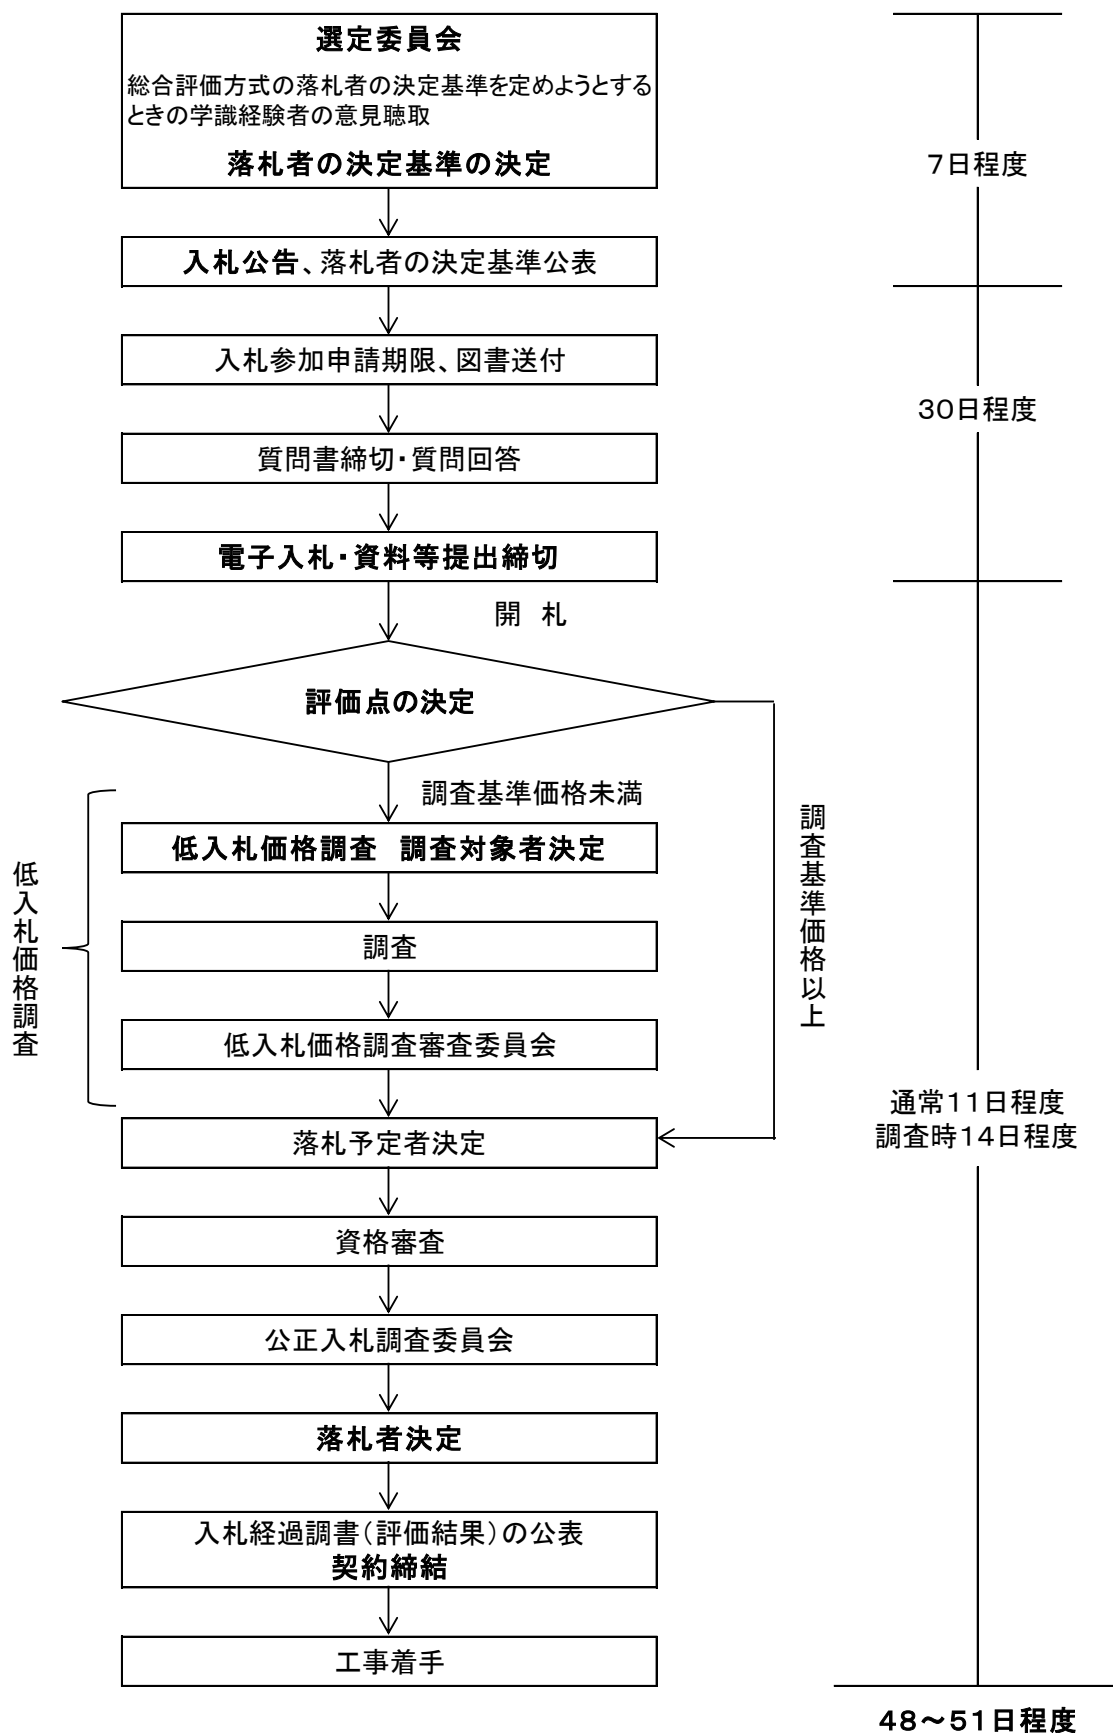 選定委員会
総合評価方式の落札者の決定基準を定めようとする
ときの学識経験者の意見聴取
落札者の決定基準の決定
7日程度
入札公告、落札者の決定基準公表
入札参加申請期限、図書送付
30日程度
質問書締切・質問回答
電子入札・資料等提出締切
開　札
評価点の決定
調査基準価格未満
調査基準価格以上
低入札価格調査　調査対象者決定
低入札価格調査
調査
低入札価格調査審査委員会
通常11日程度
調査時14日程度
落札予定者決定
資格審査
公正入札調査委員会
落札者決定
入札経過調書（評価結果）の公表
契約締結
工事着手
48～51日程度